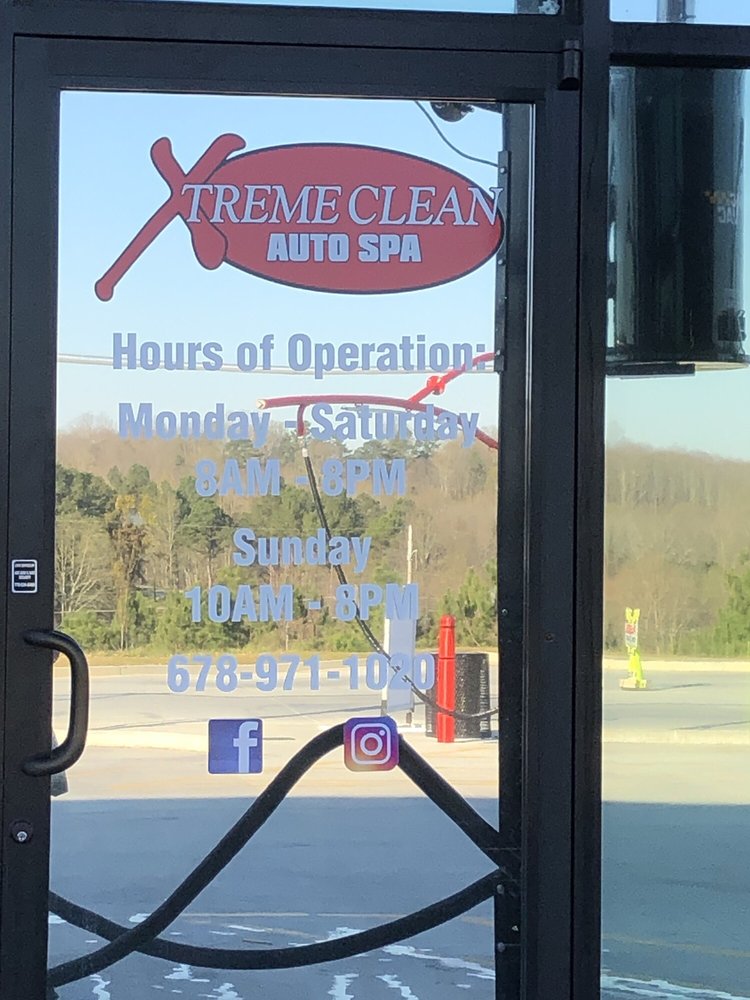 XTREME CLEAN
AUTO SPA
Hours of Operation:
Monday - Saturday
8AM - 8PM
Sunday
10AM - 8PM
678-971-1020
f